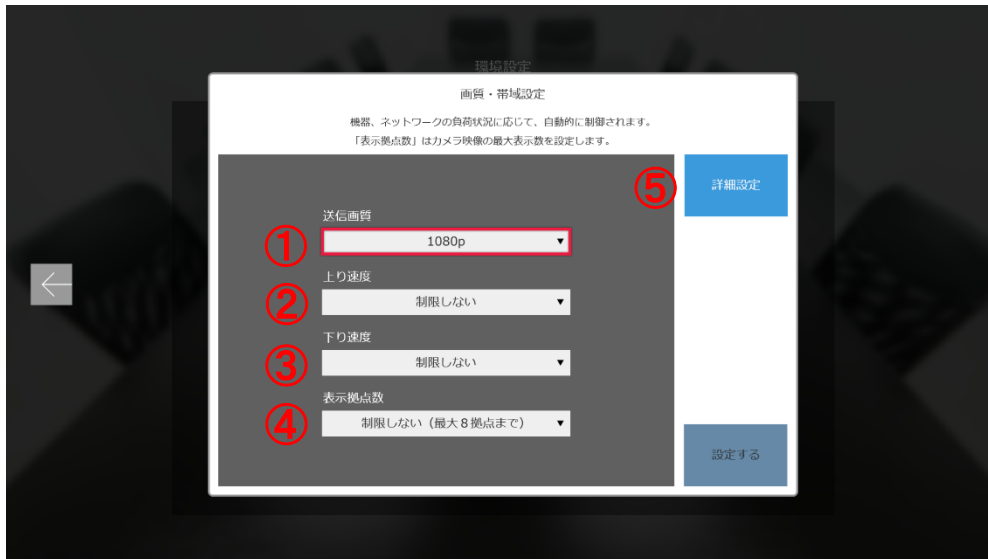 環境設定
画質・帯域設定
機器、ネットワークの負荷状況に応じて、自動的に制御されます。
「表示拠点数」はカメラ映像の最大表示数を設定します。
⑤ 詳細設定
送信画質
① 1080p ▼
上り速度
② 制限しない ▼
下り速度
③ 制限しない ▼
表示拠点数
④ 制限しない（最大８拠点まで） ▼
設定する